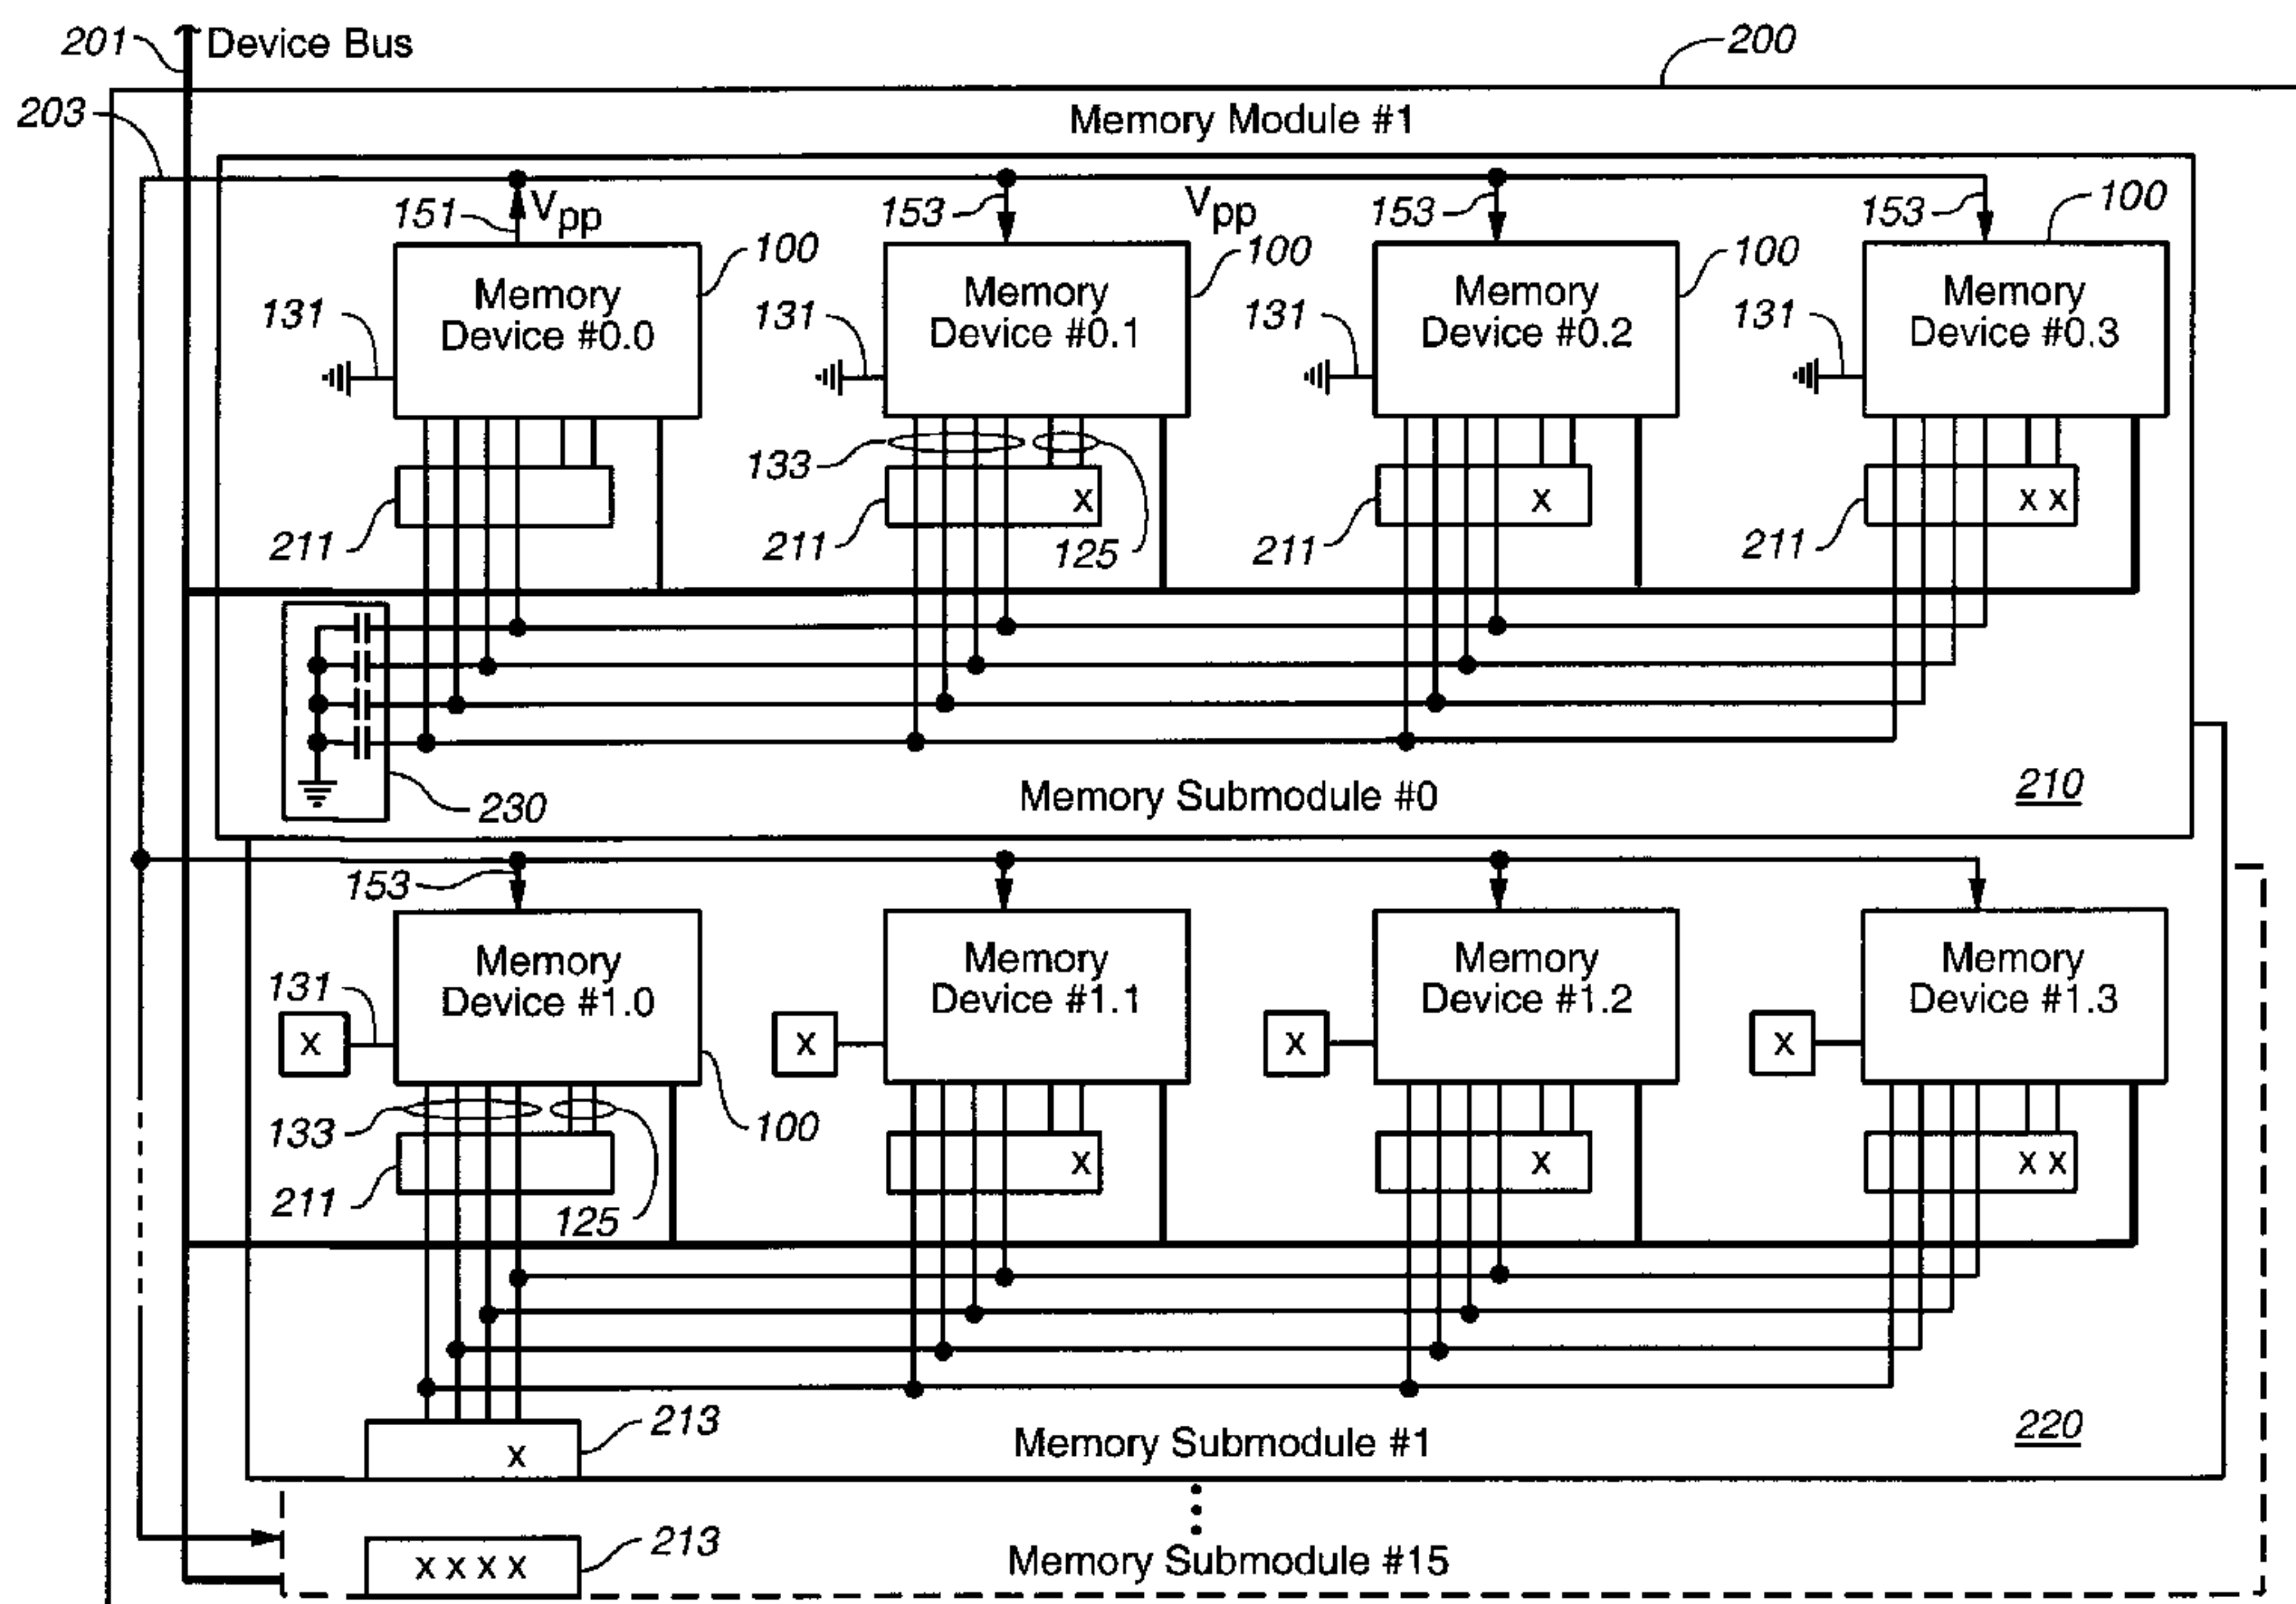 201 Device Bus 200
203 Memory Module #1
151 Vpp 153 Vpp 153 153 100
100 100 100
Memory Device #0.0
Memory Device #0.1
Memory Device #0.2
Memory Device #0.3
131 131 131 131
133
211 211 x 125 211 x 211 x x
230 Memory Submodule #0 210
153
Memory Device #1.0
Memory Device #1.1
Memory Device #1.2
Memory Device #1.3
131
x x x x
133 100
211 125 x x x x
213
x Memory Submodule #1 220
213
x x x x Memory Submodule #15